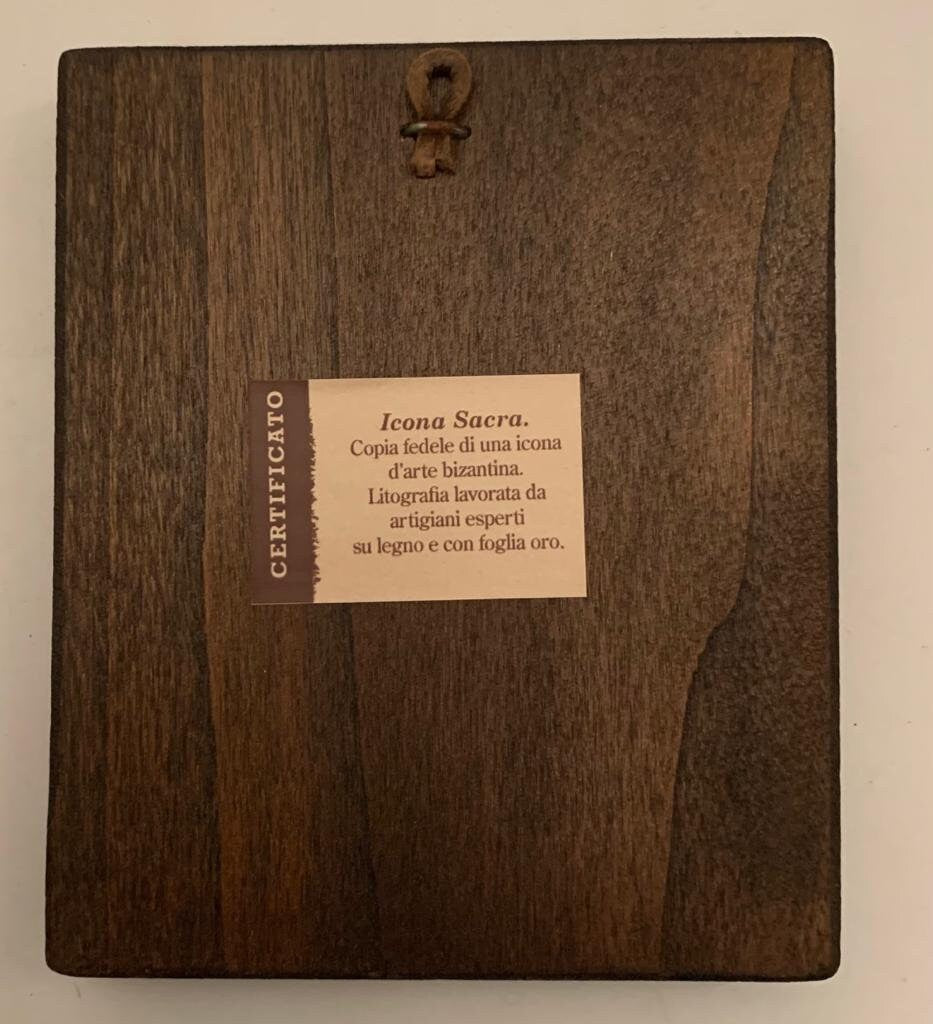 CERTIFICATO
Icona Sacra.
Copia fedele di una icona
d'arte bizantina.
Litografia lavorata da
artigiani esperti
su legno e con foglia oro.